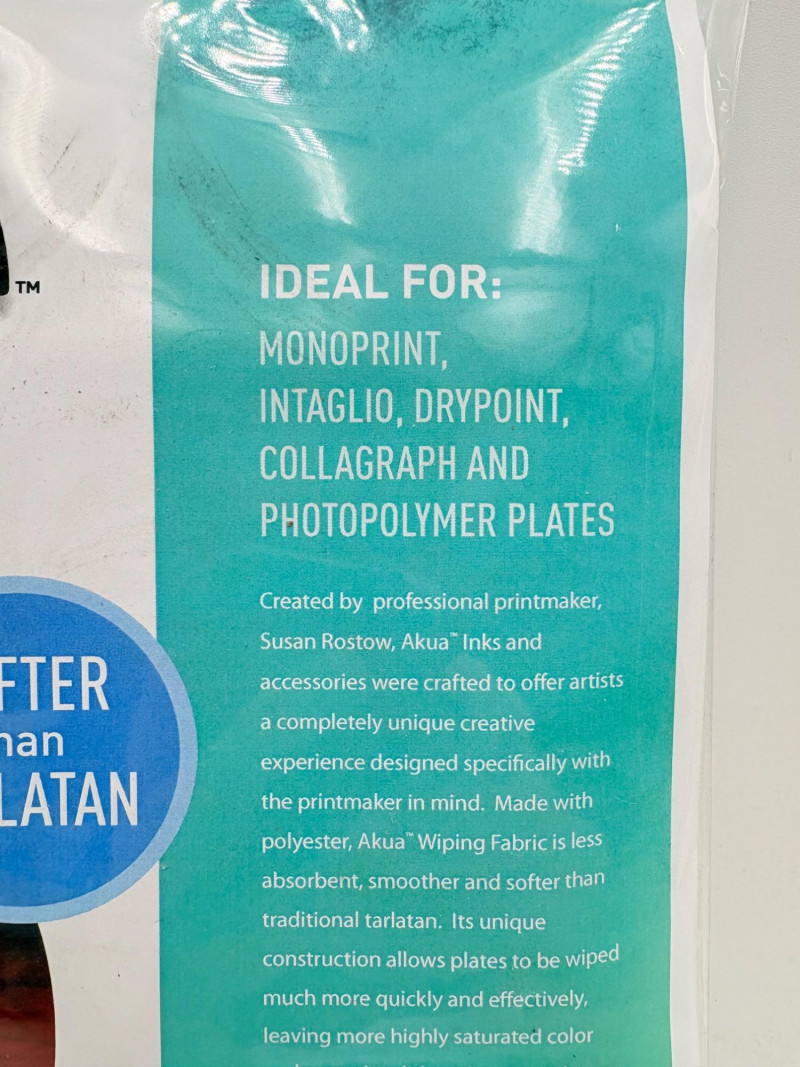 TM
IDEAL FOR:
MONOPRINT,
INTAGLIO, DRYPOINT,
COLLAGRAPH AND
PHOTOPOLYMER PLATES
Created by professional printmaker,
Susan Rostow, Akua™ Inks and
accessories were crafted to offer artists
a completely unique creative
experience designed specifically with
the printmaker in mind. Made with
polyester, Akua™ Wiping Fabric is less
absorbent, smoother and softer than
traditional tarlatan. Its unique
construction allows plates to be wiped
much more quickly and effectively,
leaving more highly saturated color
FTER
han
LATAN